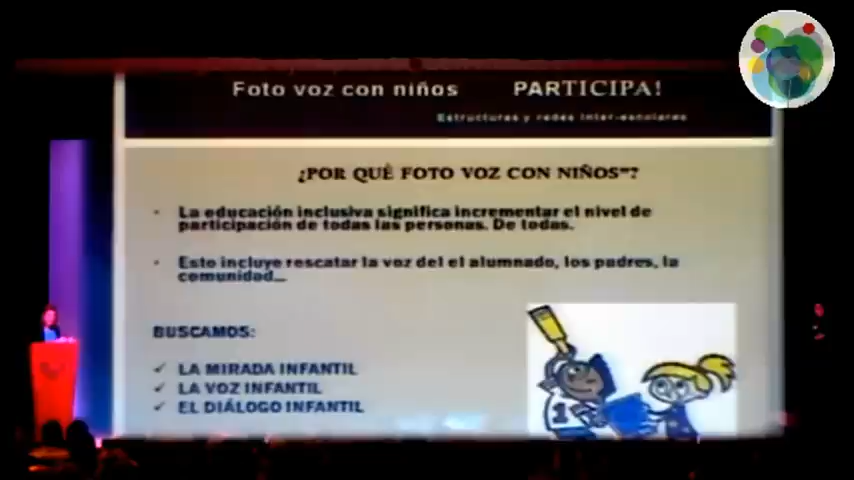 Foto voz con niños PARTICIPA!
Estructuras y redes inter-escolares
¿POR QUÉ FOTO VOZ CON NIÑOS"?
· La educación inclusiva significa incrementar el nivel de
participación de todas las personas. De todas.
· Esto incluye rescatar la voz del el alumnado, los padres, la
comunidad...
BUSCAMOS:
✓ LA MIRADA INFANTIL
✓ LA VOZ INFANTIL
✓ EL DIÁLOGO INFANTIL
1